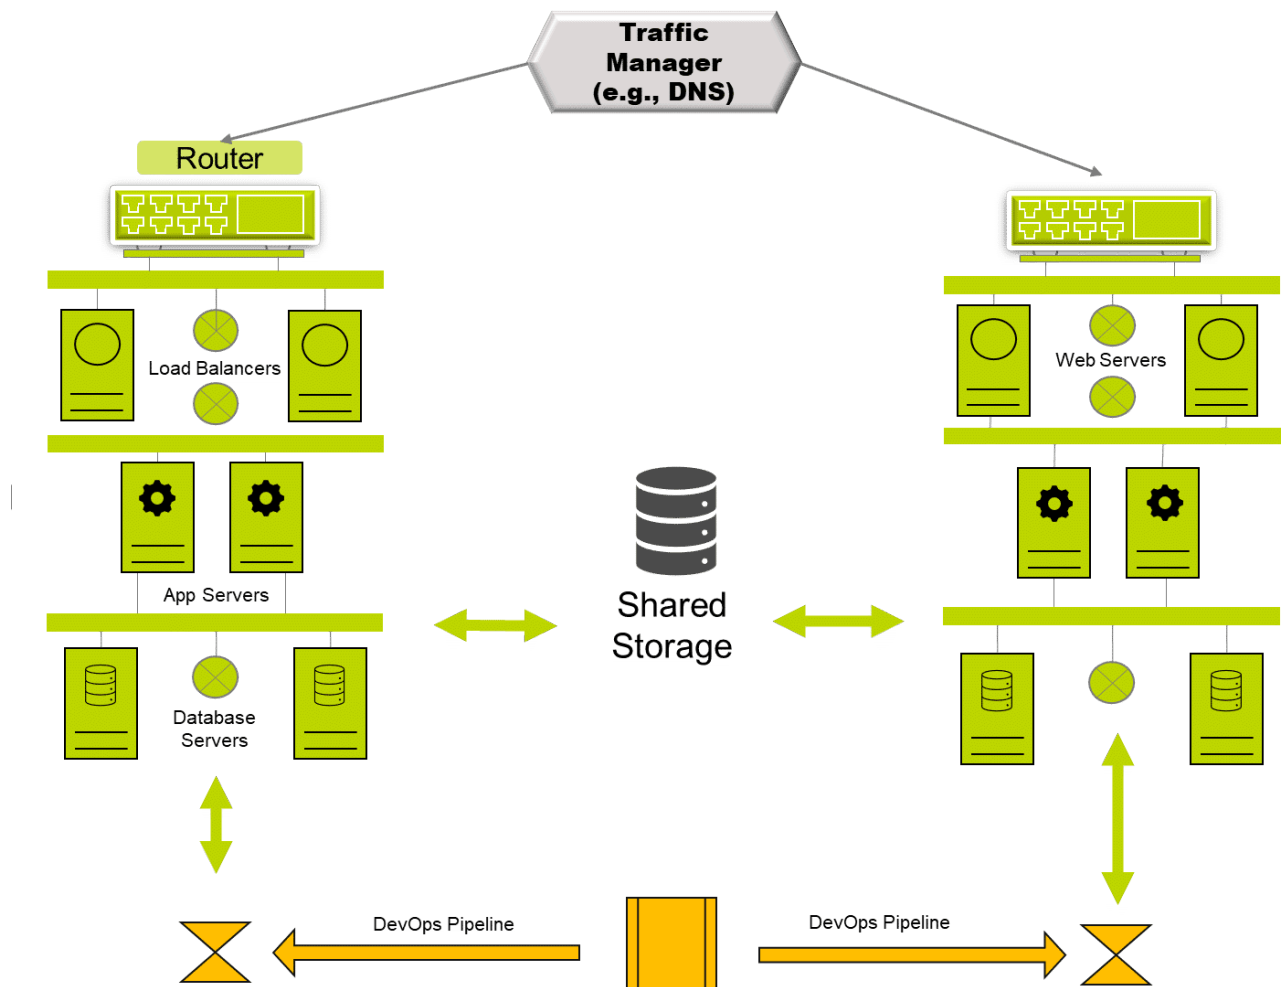 Traffic
Manager
(e.g., DNS)
Router
Load Balancers
Web Servers
Shared
Storage
App Servers
Database
Servers
DevOps Pipeline
DevOps Pipeline